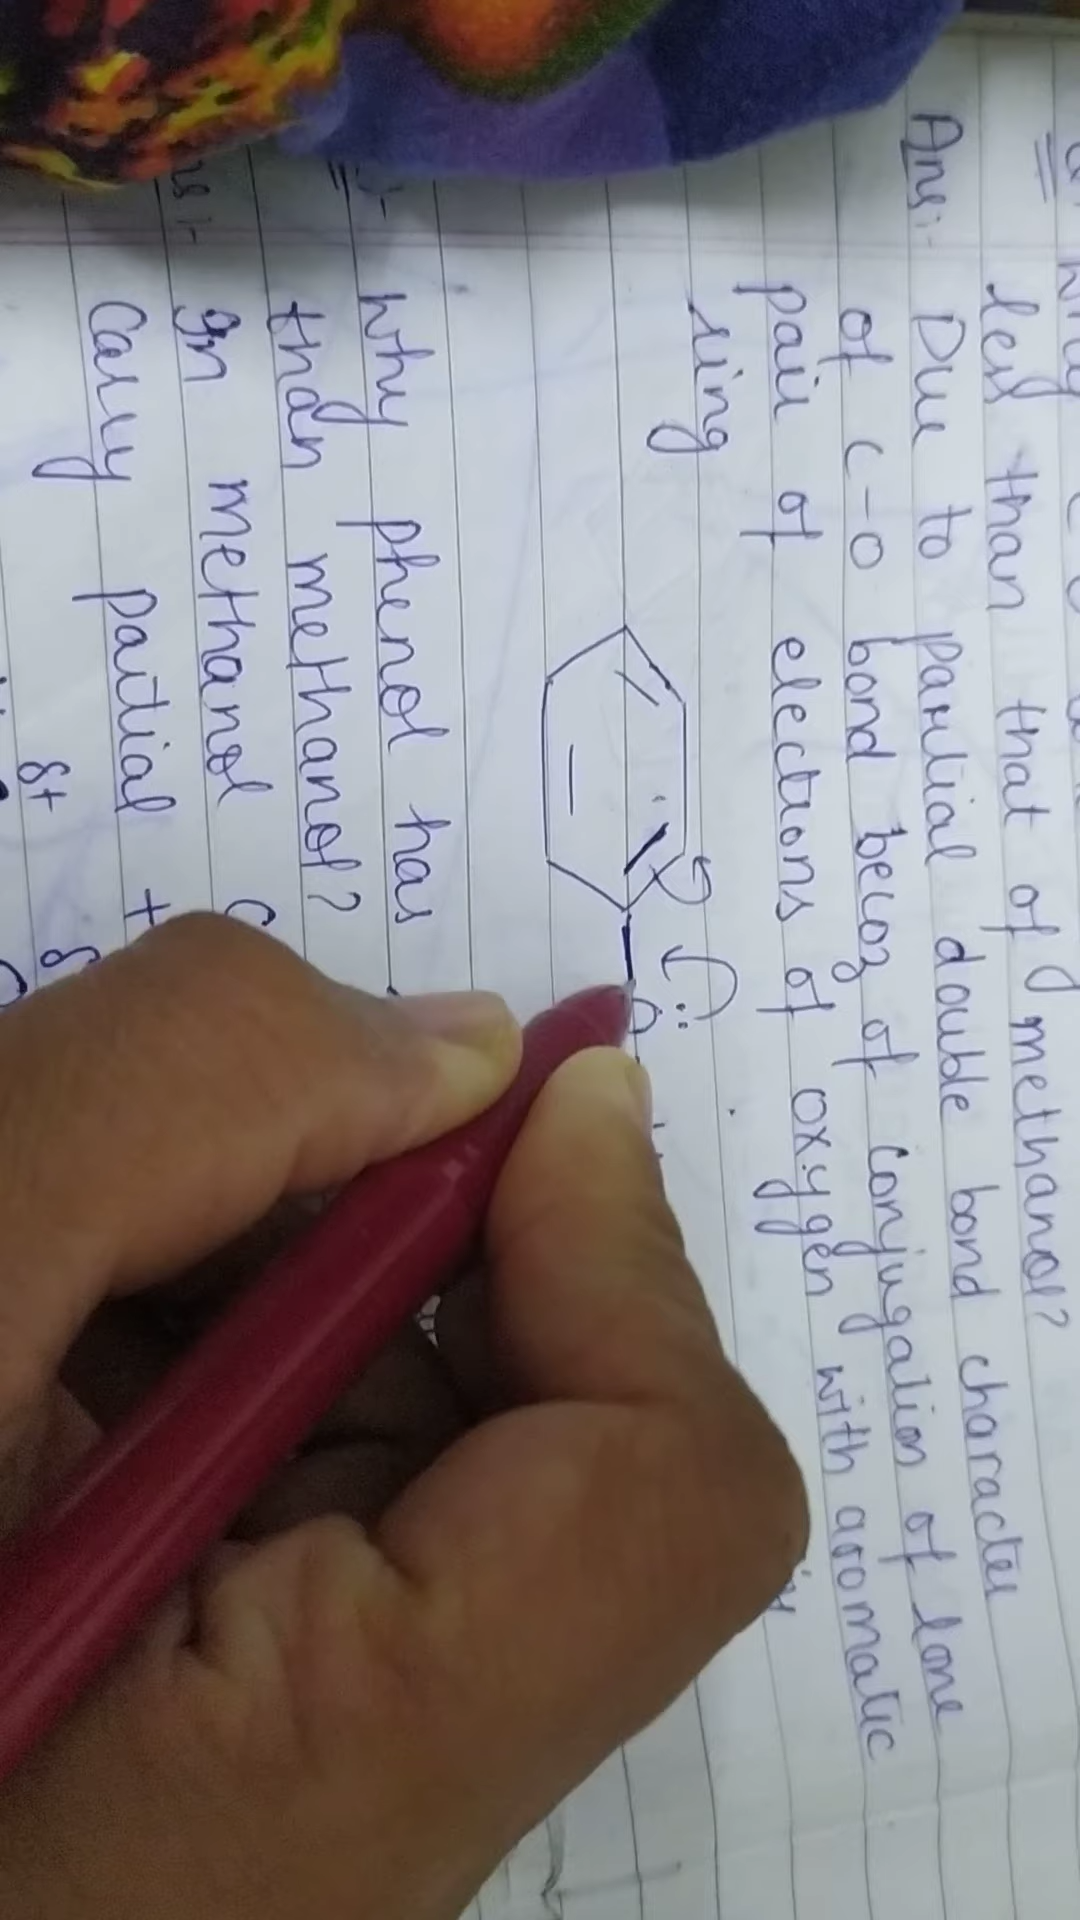 less than that of methanol?
Ans:- Due to partial double bond character
of C-O bond becoz of conjugation of lone
pair of electrons of oxygen with aromatic
ring
O
Why phenol has
than methanol?
In methanol C
Carry partial +
δ+ δ